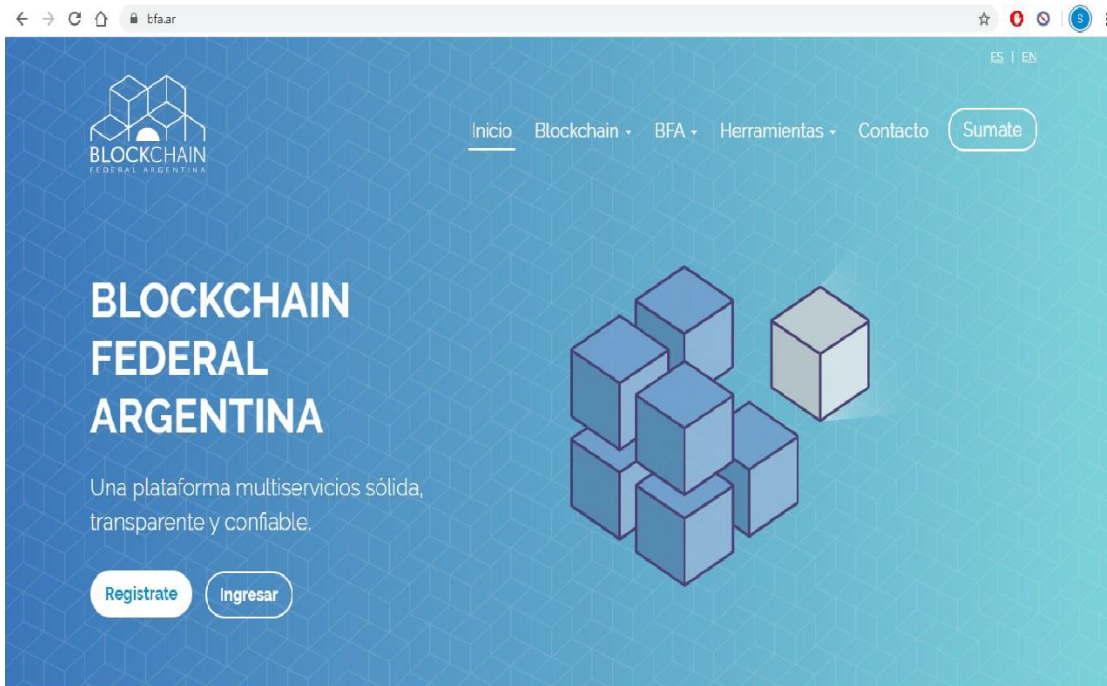 bfa.ar
S
ES | EN
BLOCKCHAIN
FEDERAL ARGENTINA
Inicio Blockchain BFA Herramientas Contacto Sumate
BLOCKCHAIN
FEDERAL
ARGENTINA
Una plataforma multiservicios sólida,
transparente y confiable.
Registrate Ingresar